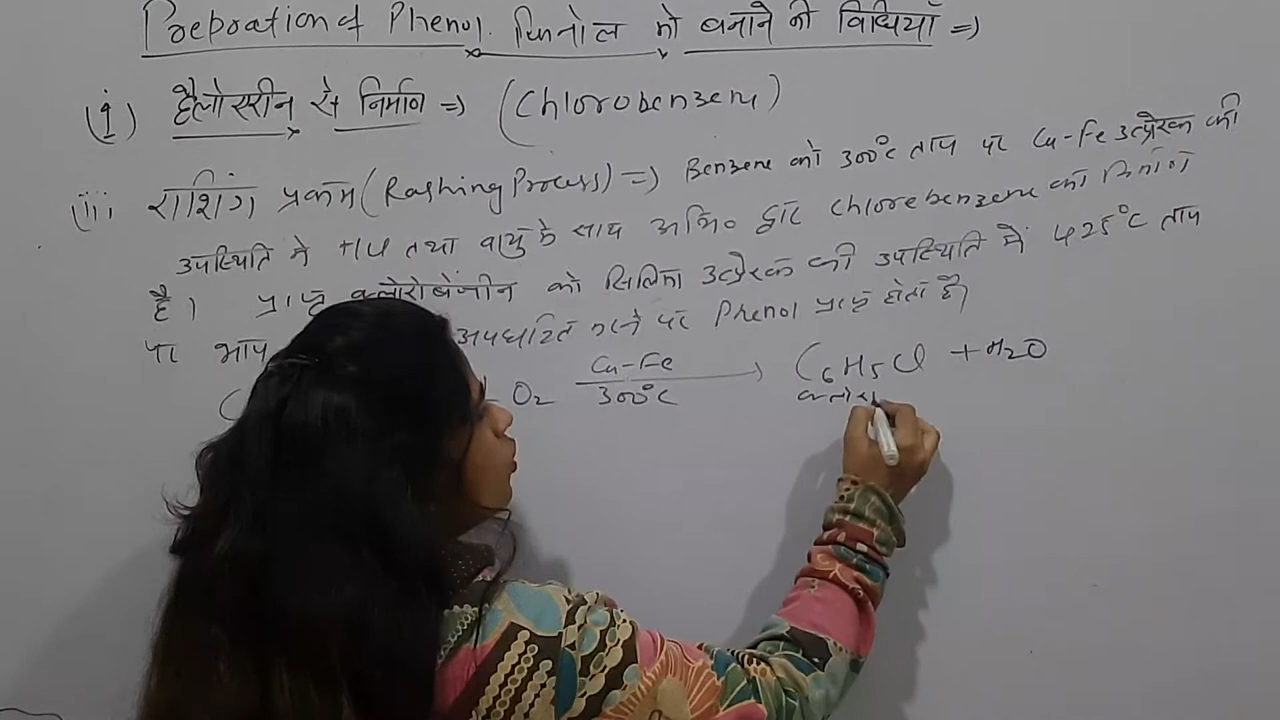 Preparation of Phenol. फिनोल को बनाने की विधियाँ =>
(i) हैलोएरीन से निर्माण => (Chlorobenzene)
(ii) राशिंग प्रक्रम (Rashing Process) => Benzene को 300°c ताप पर Cu-Fe उत्प्रेरक की
उपस्थिति में HCl तथा वायु के साथ अभि० द्वारा Chlorobenzene का निर्माण
है। प्राप्त क्लोरोबेंजीन को सिलिका उत्प्रेरक की उपस्थिति में 425°C ताप
पर भाप अपघटित करने पर Phenol प्राप्त होता है।
C O2 Cu-Fe 300°C → C6H5Cl + H2O
क्लोरो